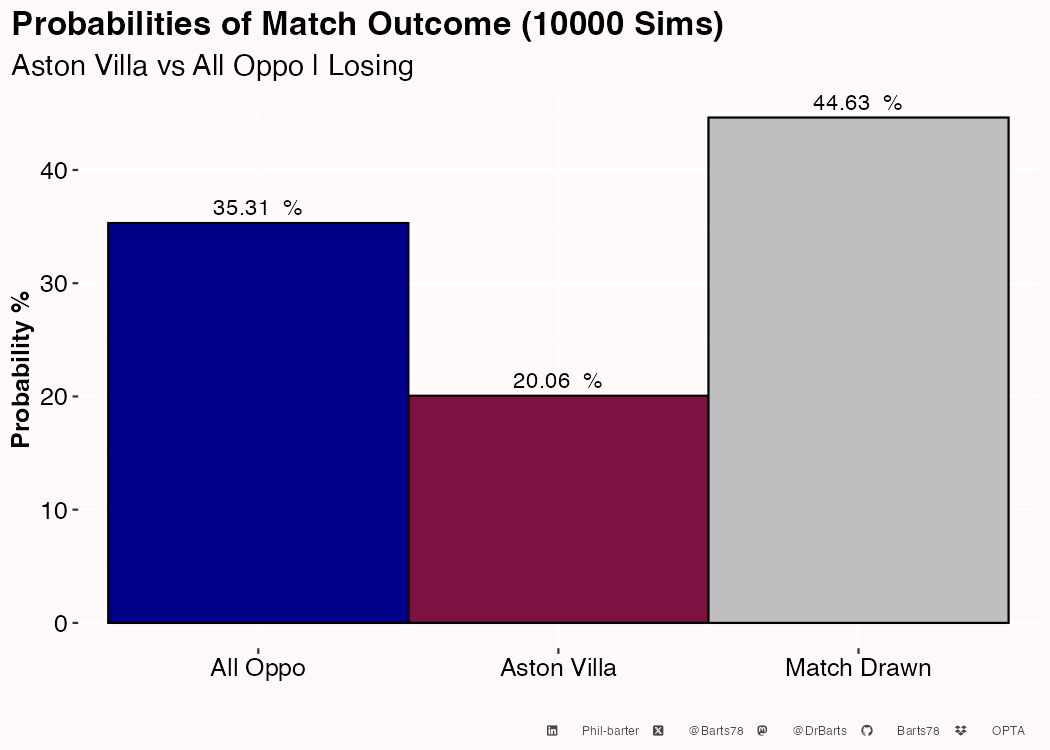 Probabilities of Match Outcome (10000 Sims)
Aston Villa vs All Oppo | Losing
44.63 %
40
35.31 %
30
Probability %
20.06 %
20
10
0
All Oppo Aston Villa Match Drawn
Phil-barter @Barts78 @DrBarts Barts78 OPTA